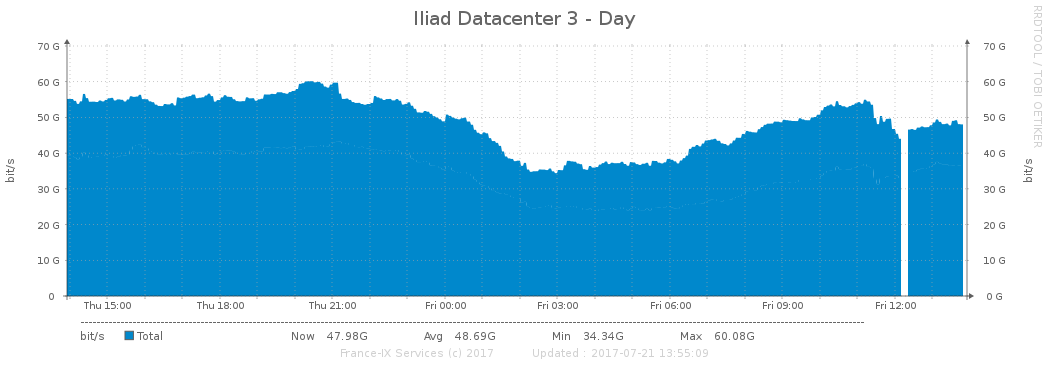 Iliad Datacenter 3 - Day
RRDTOOL / TOBI OETIKER
70 G 70 G
60 G 60 G
50 G 50 G
40 G 40 G
30 G 30 G
20 G 20 G
10 G 10 G
0 0 G
bit/s bit/s
Thu 15:00 Thu 18:00 Thu 21:00 Fri 00:00 Fri 03:00 Fri 06:00 Fri 09:00 Fri 12:00
bit/s Total Now 47.98G Avg 48.69G Min 34.34G Max 60.08G
France-IX Services (c) 2017 Updated : 2017-07-21 13:55:09